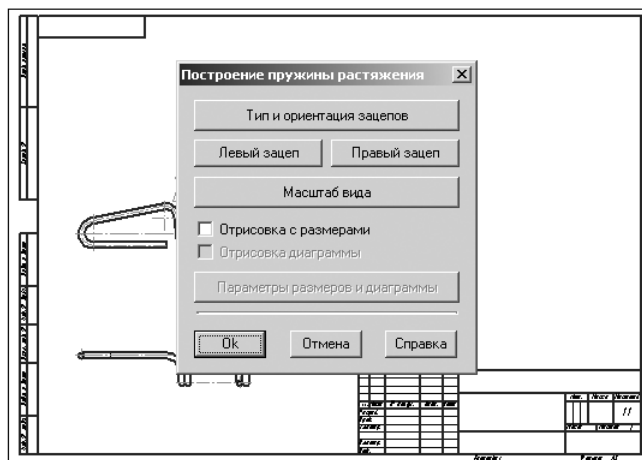 Построение пружины растяжения
Тип и ориентация зацепов
Левый зацеп
Правый зацеп
Масштаб вида
Отрисовка с размерами
Отрисовка диаграммы
Параметры размеров и диаграммы
Ok
Отмена
Справка